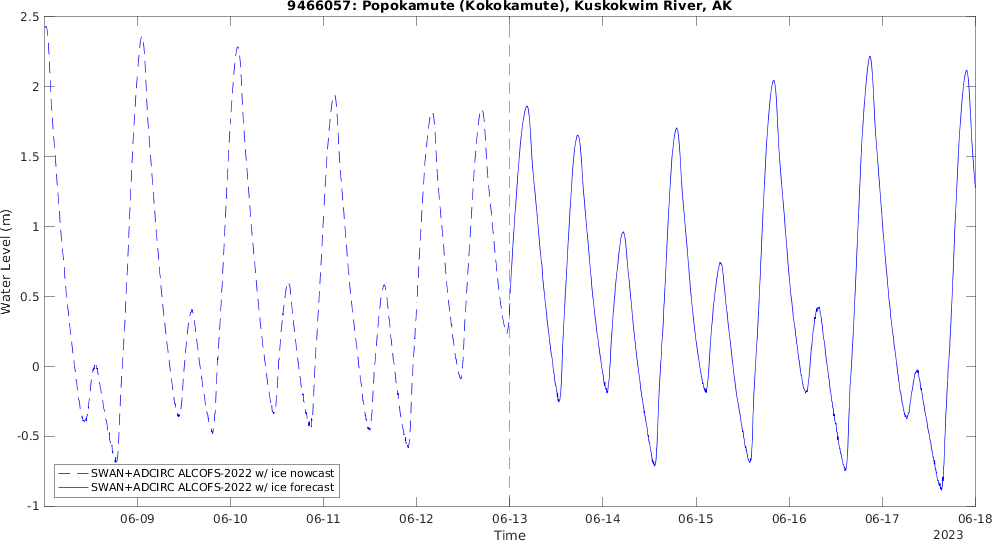 9466057: Popokamute (Kokokamute), Kuskokwim River, AK
2.5
2
1.5
1
0.5
0
-0.5
-1
Water Level (m)
SWAN+ADCIRC ALCOFS-2022 w/ ice nowcast
SWAN+ADCIRC ALCOFS-2022 w/ ice forecast
06-09 06-10 06-11 06-12 06-13 06-14 06-15 06-16 06-17 06-18
Time
2023